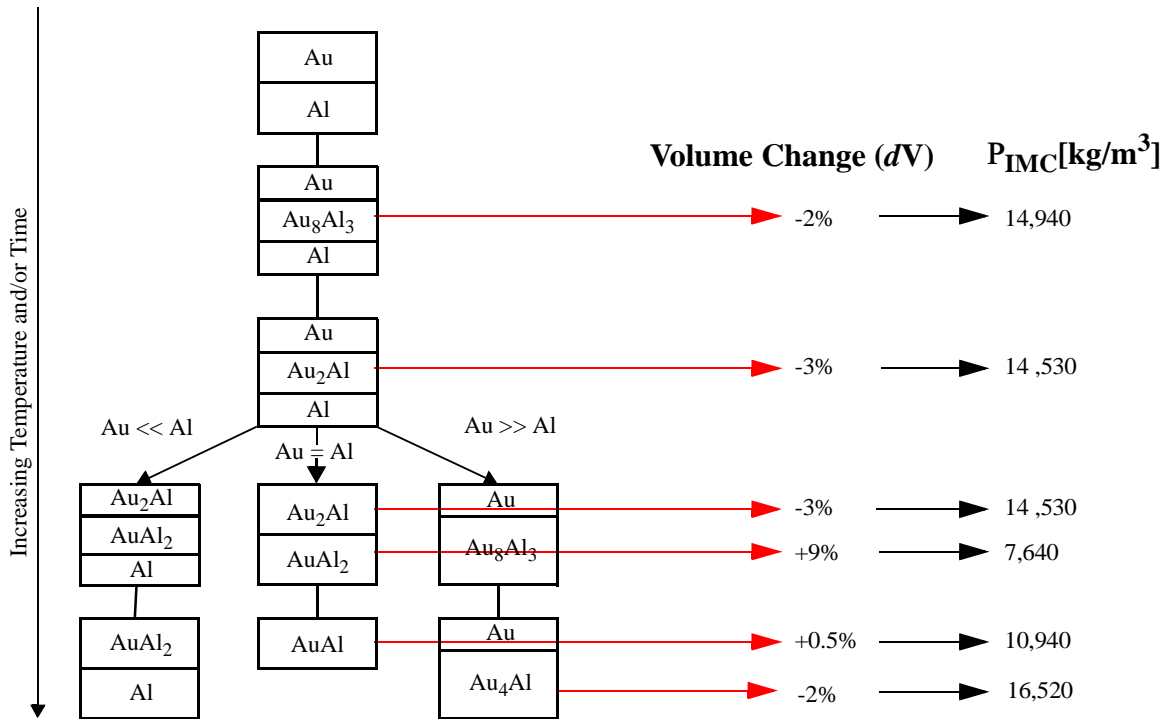 Increasing Temperature and/or Time
Au
Al
Volume Change (dV) PIMC[kg/m³]
Au
Au₈Al₃ -2% 14,940
Al
Au
Au₂Al -3% 14 ,530
Al
Au << Al Au = Al Au >> Al
Au₂Al Au₂Al Au -3% 14 ,530
AuAl₂ AuAl₂ Au₈Al₃ +9% 7,640
Al
AuAl₂ AuAl Au +0.5% 10,940
Al Au₄Al -2% 16,520